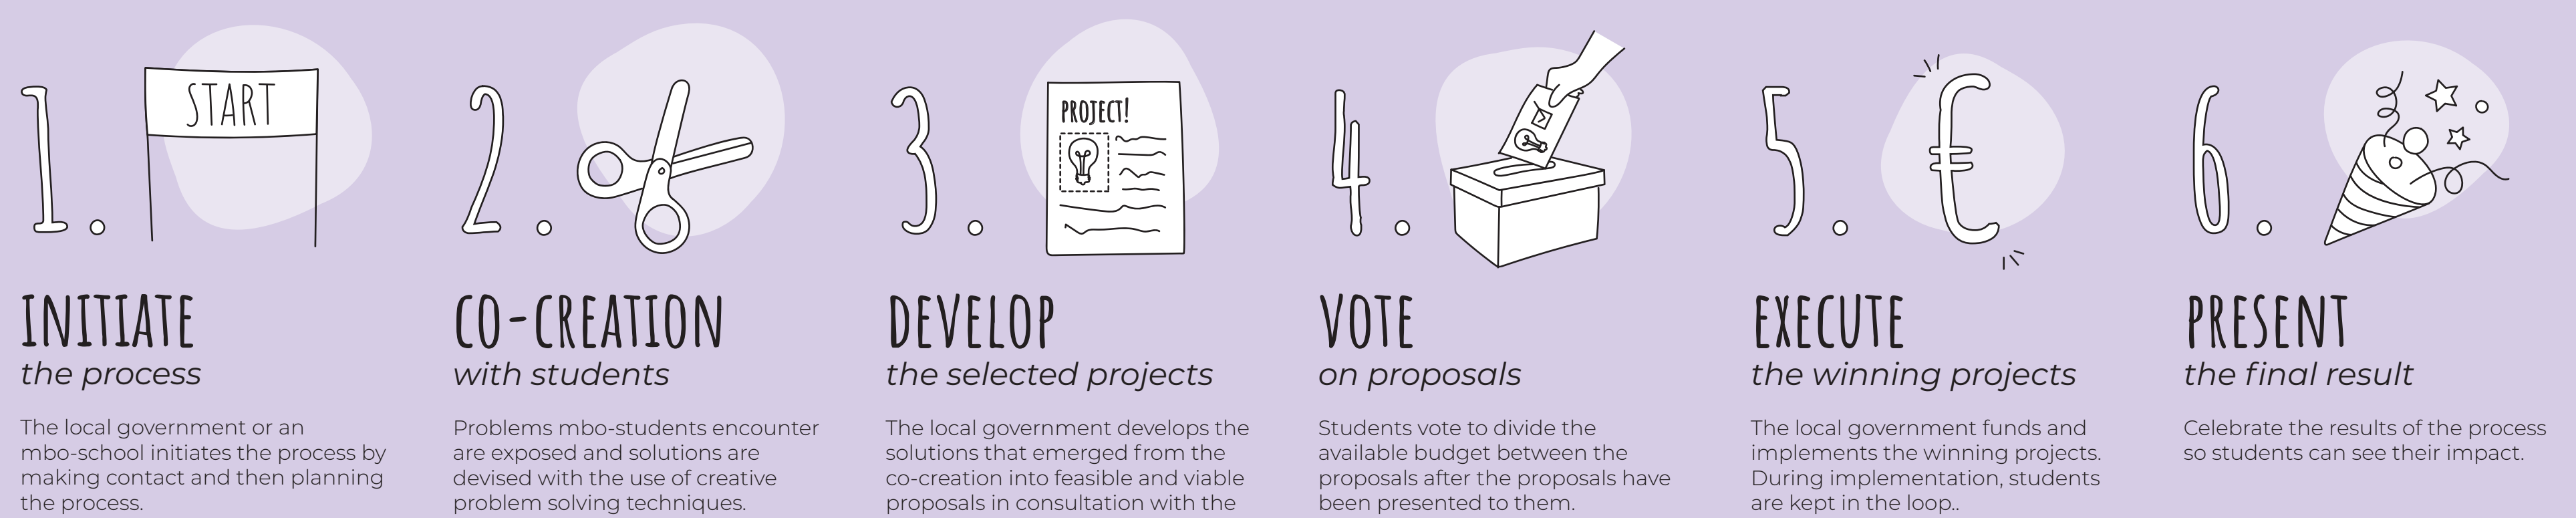 1.
START
INITIATE
the process
The local government or an
mbo-school initiates the process by
making contact and then planning
the process.
2.
CO-CREATION
with students
Problems mbo-students encounter
are exposed and solutions are
devised with the use of creative
problem solving techniques.
3.
PROJECT!
DEVELOP
the selected projects
The local government develops the
solutions that emerged from the
co-creation into feasible and viable
proposals in consultation with the
4.
VOTE
on proposals
Students vote to divide the
available budget between the
proposals after the proposals have
been presented to them.
5.
€
EXECUTE
the winning projects
The local government funds and
implements the winning projects.
During implementation, students
are kept in the loop..
6.
PRESENT
the final result
Celebrate the results of the process
so students can see their impact.